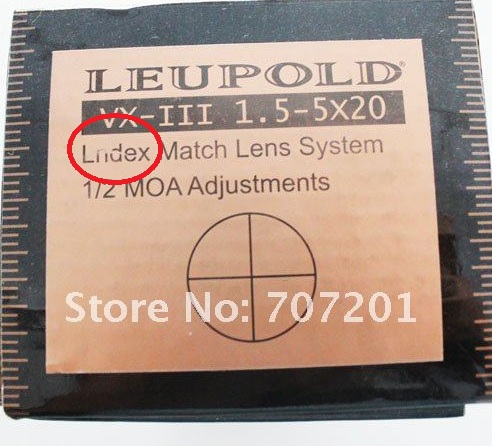 LEUPOLD®
VX-III 1.5-5X20
Lndex Match Lens System
1/2 MOA Adjustments
Store No: 707201